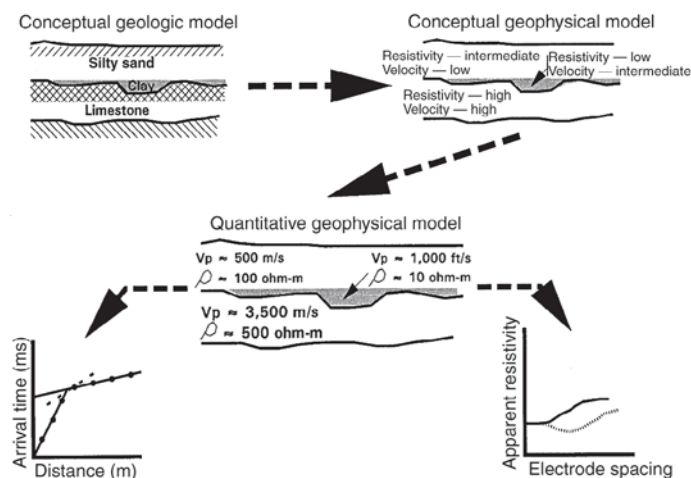 Conceptual geologic model
Silty sand
Clay
Limestone
Conceptual geophysical model
Resistivity — intermediate
Velocity — low
Resistivity — low
Velocity — intermediate
Resistivity — high
Velocity — high
Quantitative geophysical model
Vp ≈ 500 m/s
ρ ≈ 100 ohm-m
Vp ≈ 1,000 ft/s
ρ ≈ 10 ohm-m
Vp ≈ 3,500 m/s
ρ ≈ 500 ohm-m
Arrival time (ms)
Distance (m)
Apparent resistivity
Electrode spacing